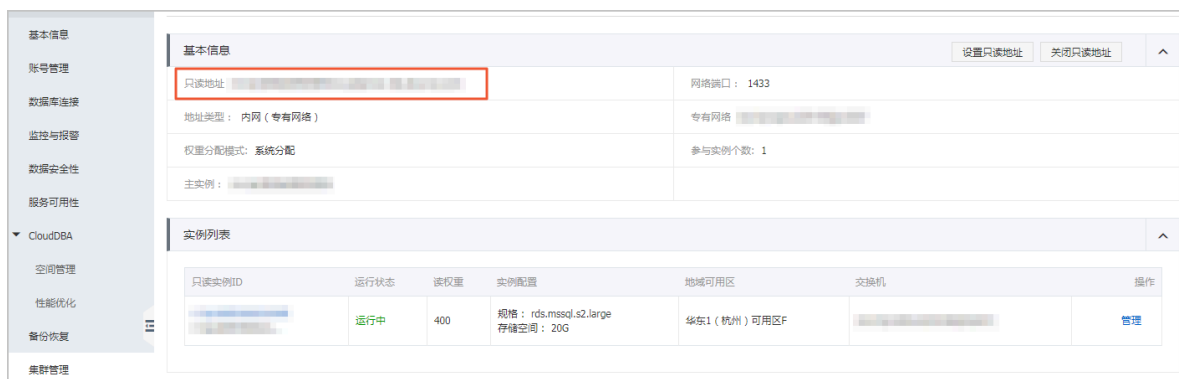 基本信息
账号管理
数据库连接
监控与报警
数据安全性
服务可用性
CloudDBA
空间管理
性能优化
备份恢复
集群管理
基本信息
设置只读地址 关闭只读地址
只读地址
网络端口： 1433
地址类型： 内网 ( 专有网络 )
专有网络
权重分配模式: 系统分配
参与实例个数: 1
主实例：
实例列表
只读实例ID 运行状态 读权重 实例配置 地域可用区 交换机 操作
运行中 400 规格： rds.mssql.s2.large 华东1 ( 杭州 ) 可用区F 管理
存储空间： 20G